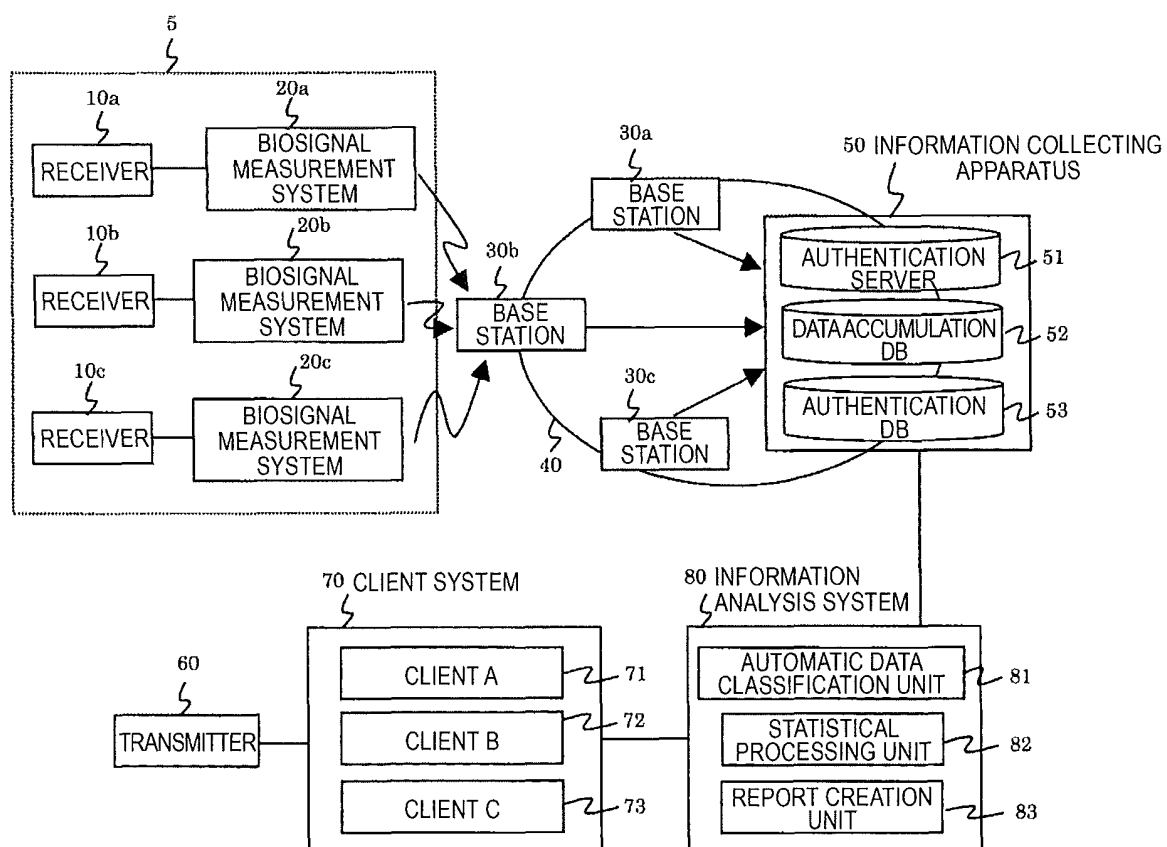 5
10a
20a
RECEIVER
BIOSIGNAL
MEASUREMENT
SYSTEM
10b
20b
RECEIVER
BIOSIGNAL
MEASUREMENT
SYSTEM
10c
20c
RECEIVER
BIOSIGNAL
MEASUREMENT
SYSTEM
30a
BASE
STATION
30b
BASE
STATION
30c
BASE
STATION
40
50 INFORMATION COLLECTING
APPARATUS
AUTHENTICATION
SERVER
51
DATAACCUMULATION
DB
52
AUTHENTICATION
DB
53
60
TRANSMITTER
70 CLIENT SYSTEM
CLIENT A
71
CLIENT B
72
CLIENT C
73
80 INFORMATION
ANALYSIS SYSTEM
AUTOMATIC DATA
CLASSIFICATION UNIT
81
STATISTICAL
PROCESSING UNIT
82
REPORT CREATION
UNIT
83